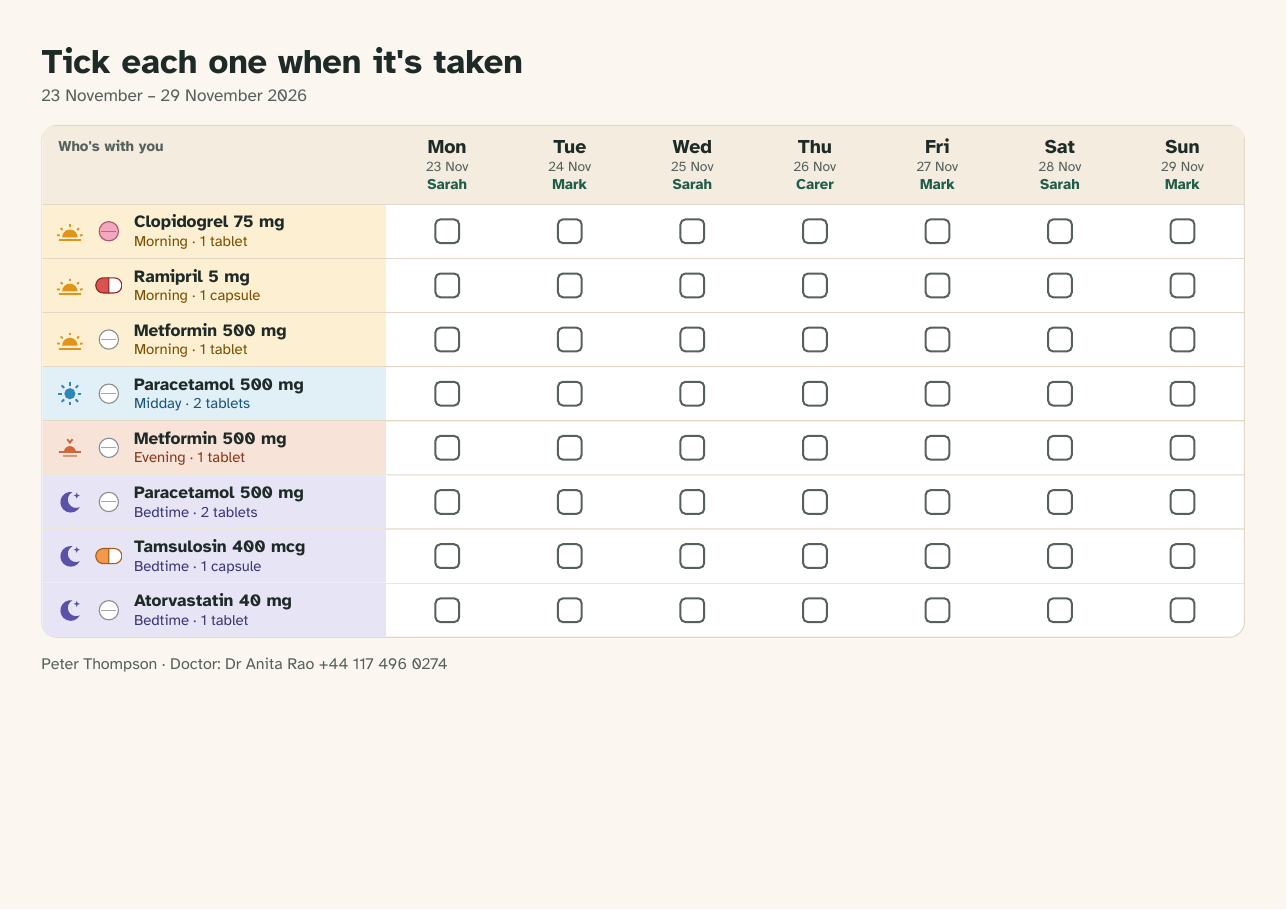 Tick each one when it's taken
23 November – 29 November 2026
Who's with you
Mon Tue Wed Thu Fri Sat Sun
23 Nov 24 Nov 25 Nov 26 Nov 27 Nov 28 Nov 29 Nov
Sarah Mark Sarah Carer Mark Sarah Mark
Clopidogrel 75 mg
Morning · 1 tablet
Ramipril 5 mg
Morning · 1 capsule
Metformin 500 mg
Morning · 1 tablet
Paracetamol 500 mg
Midday · 2 tablets
Metformin 500 mg
Evening · 1 tablet
Paracetamol 500 mg
Bedtime · 2 tablets
Tamsulosin 400 mcg
Bedtime · 1 capsule
Atorvastatin 40 mg
Bedtime · 1 tablet
Peter Thompson · Doctor: Dr Anita Rao +44 117 496 0274